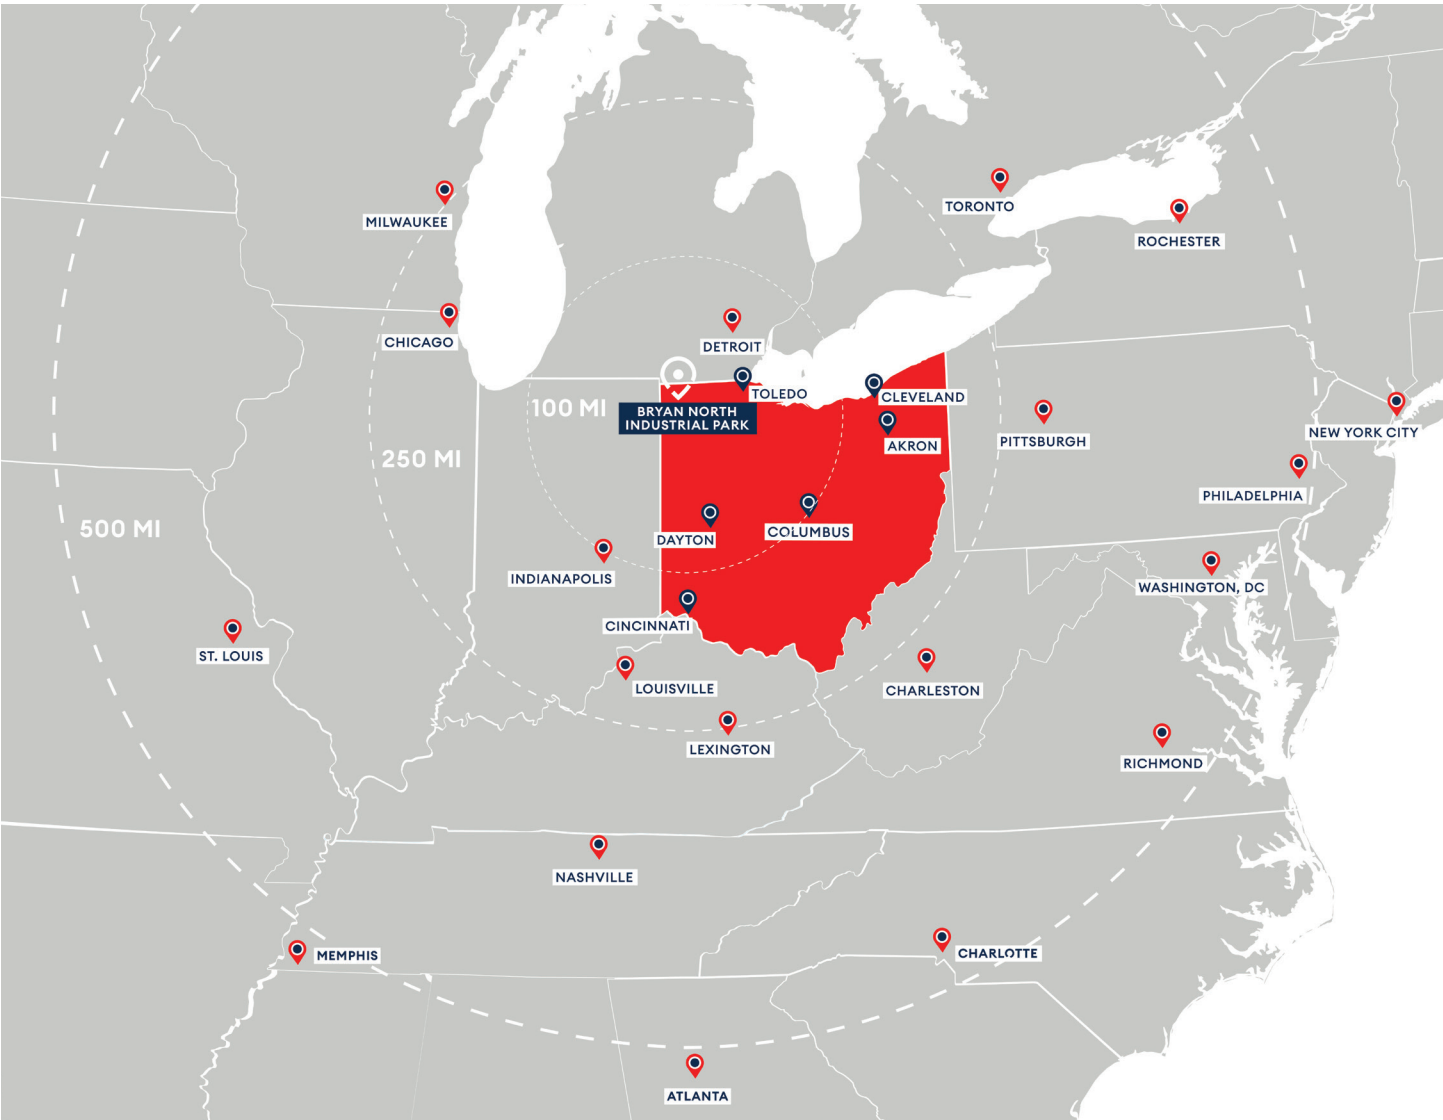 TORONTO
MILWAUKEE
ROCHESTER
CHICAGO
DETROIT
TOLEDO
CLEVELAND
100 MI
BRYAN NORTH
INDUSTRIAL PARK
NEW YORK CITY
PITTSBURGH
AKRON
250 MI
PHILADELPHIA
500 MI
COLUMBUS
DAYTON
INDIANAPOLIS
WASHINGTON, DC
CINCINNATI
ST. LOUIS
LOUISVILLE
CHARLESTON
LEXINGTON
RICHMOND
NASHVILLE
CHARLOTTE
MEMPHIS
ATLANTA